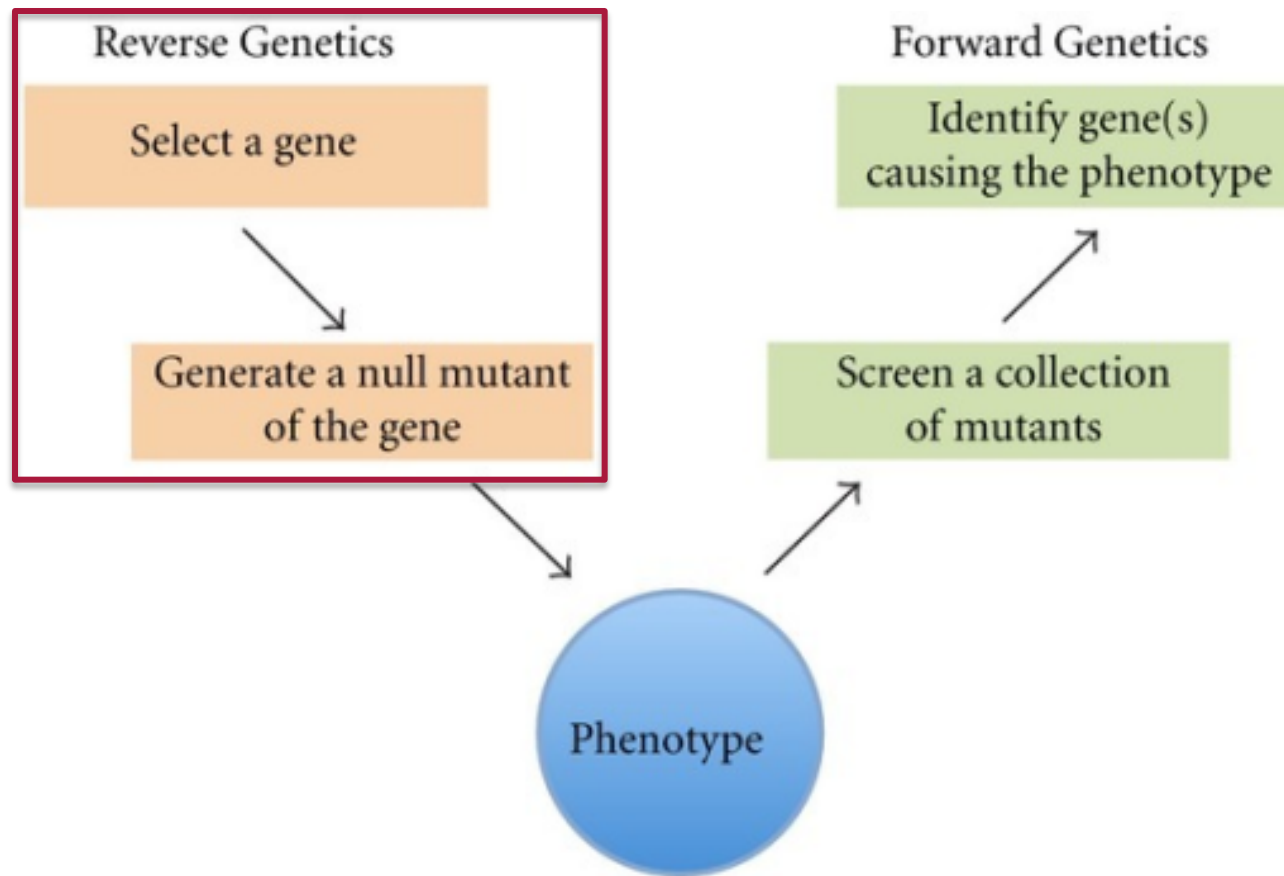 Reverse Genetics
Select a gene
Generate a null mutant
of the gene
Forward Genetics
Identify gene(s)
causing the phenotype
Screen a collection
of mutants
Phenotype